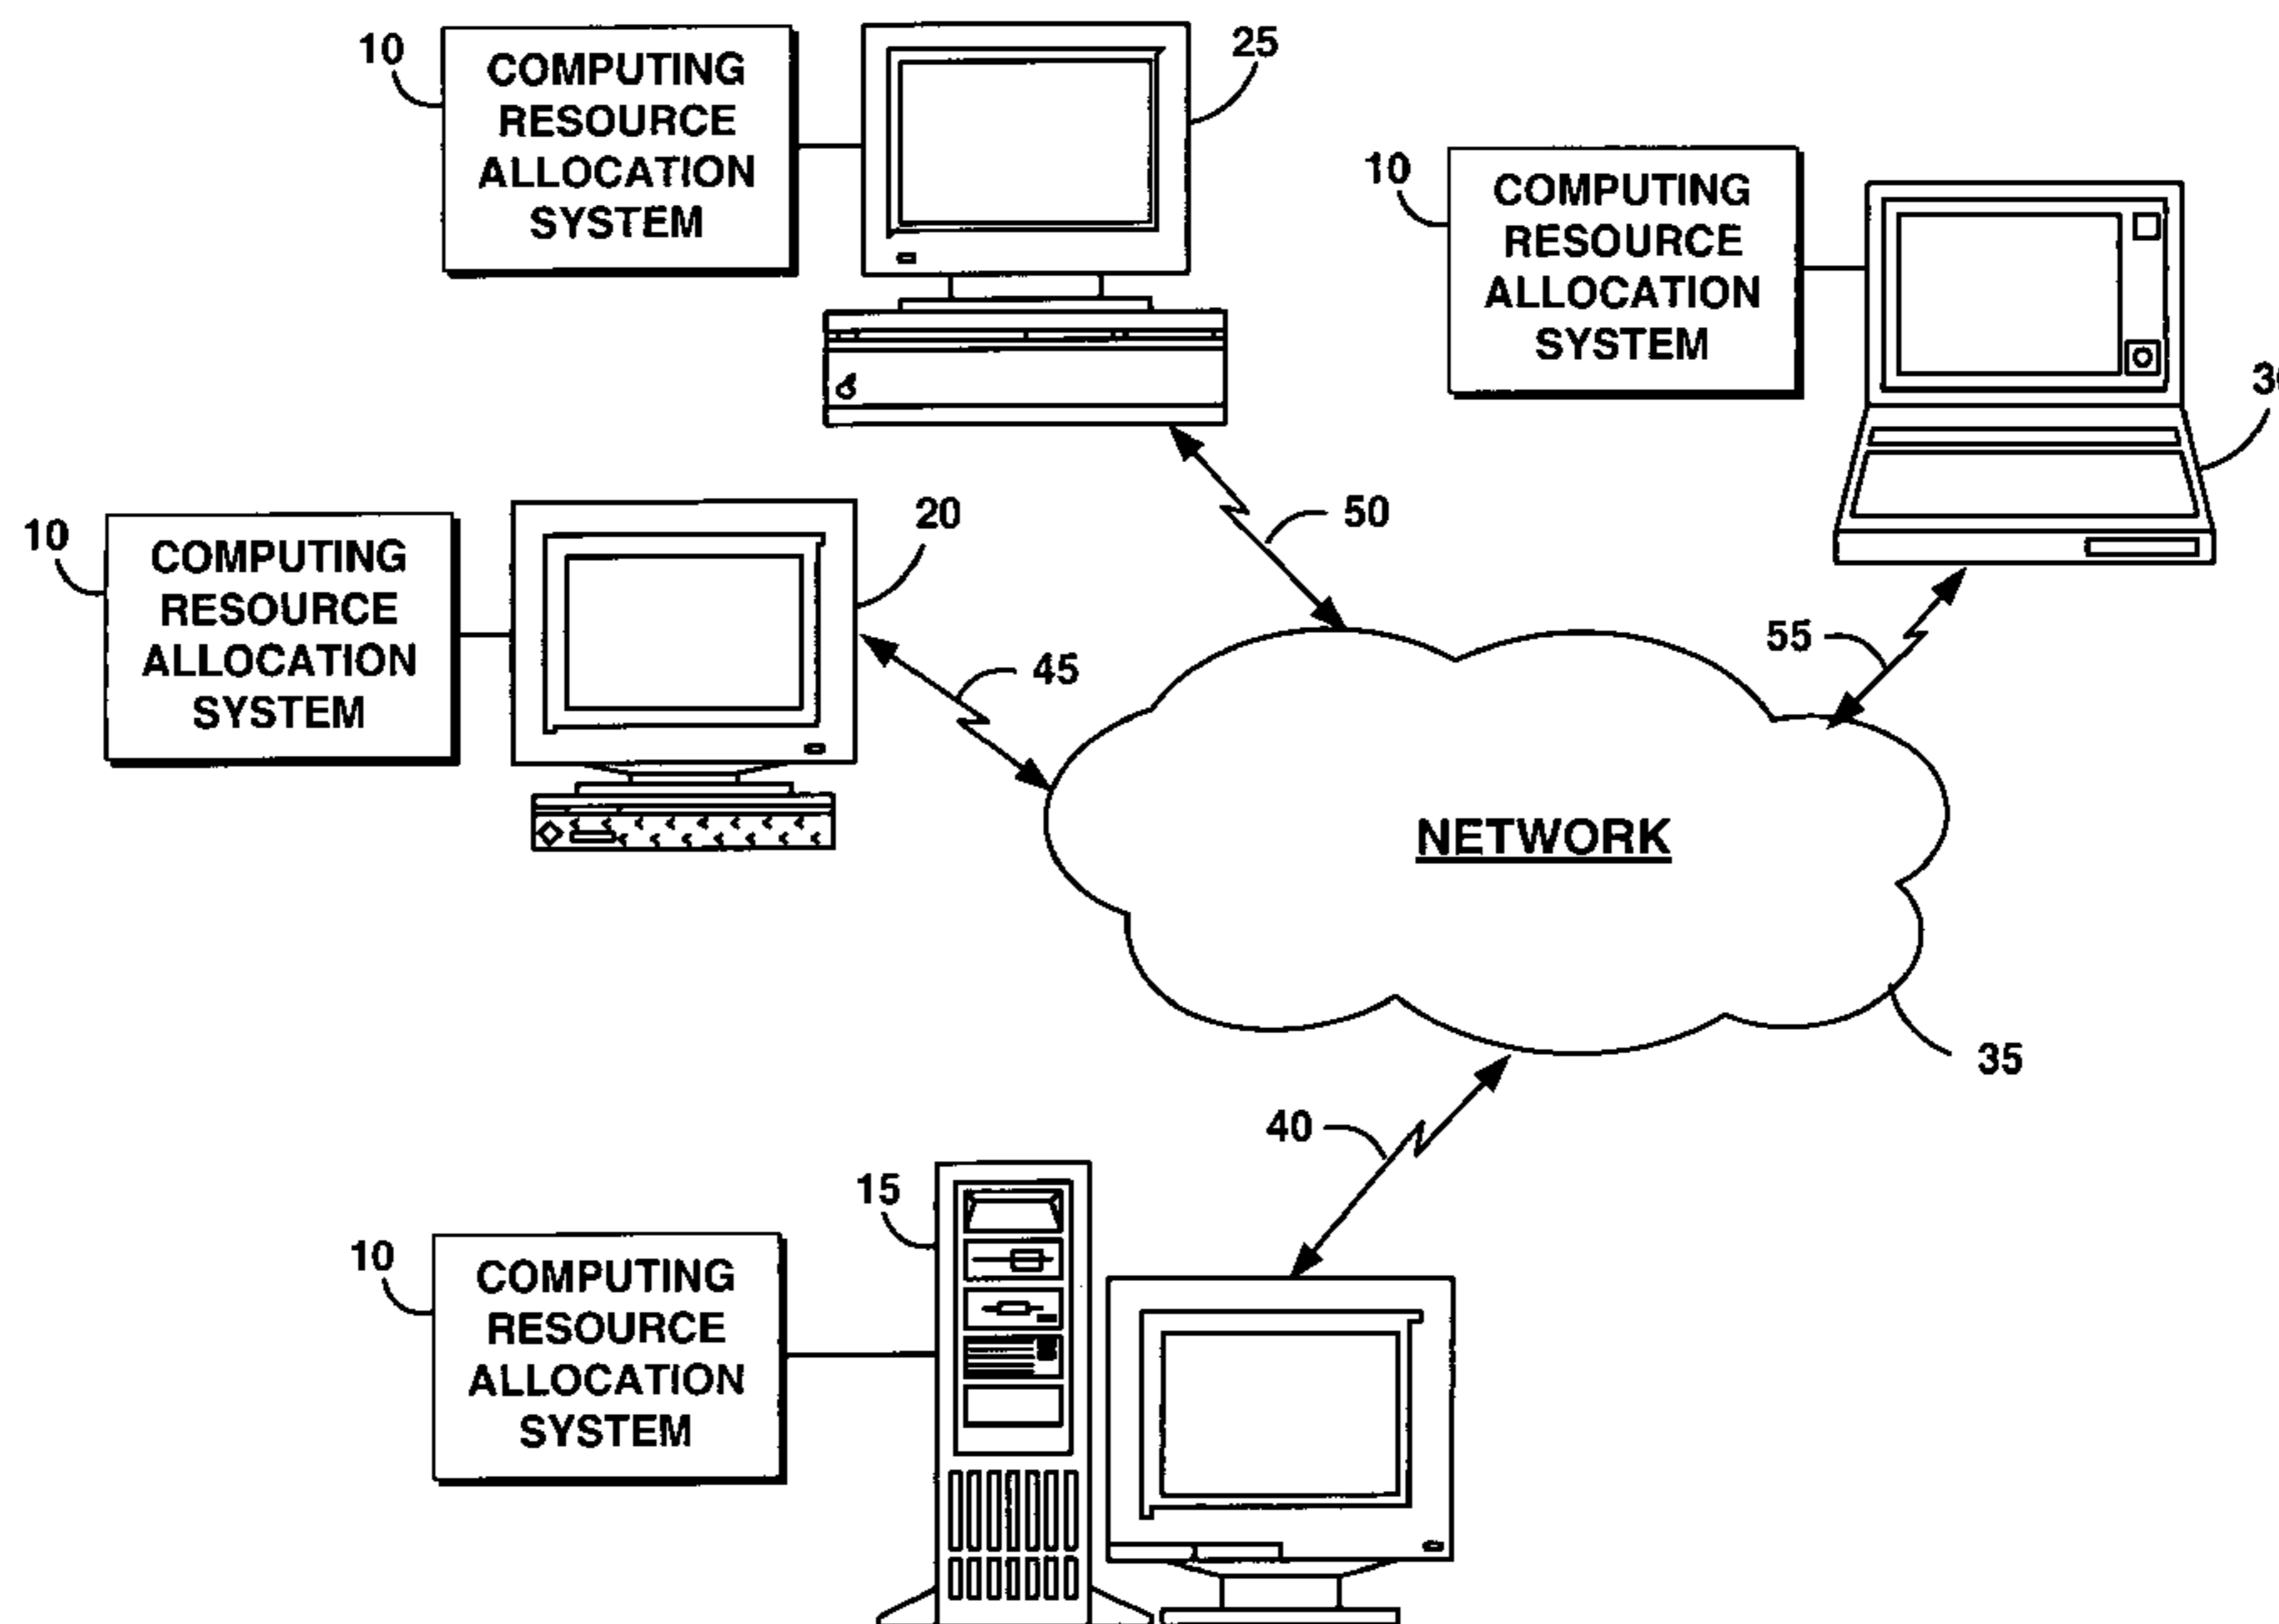 10
COMPUTING
RESOURCE
ALLOCATION
SYSTEM
25
10
COMPUTING
RESOURCE
ALLOCATION
SYSTEM
10
COMPUTING
RESOURCE
ALLOCATION
SYSTEM
20
50
45
55
NETWORK
35
40
15
10
COMPUTING
RESOURCE
ALLOCATION
SYSTEM